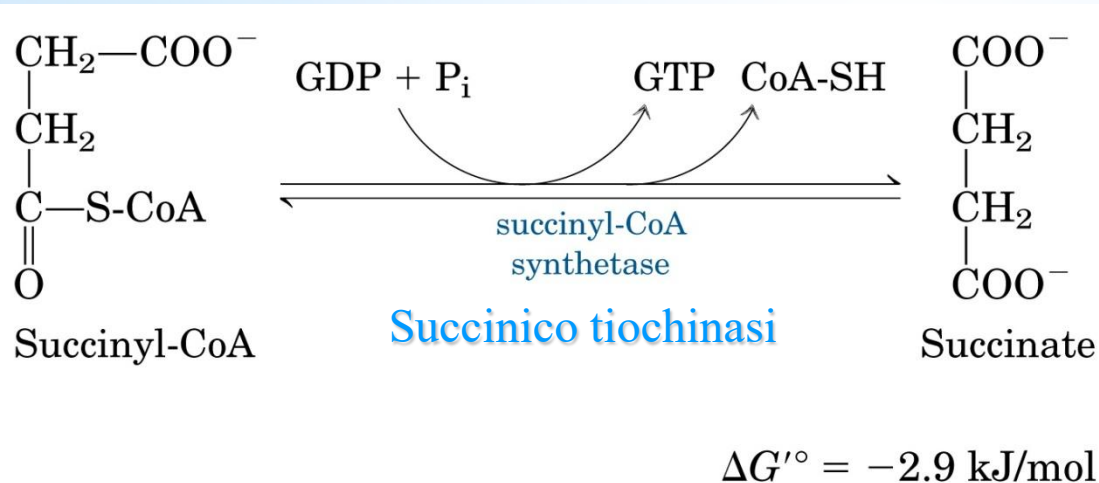 CH₂—COO⁻
CH₂
C—S-CoA
O
Succinyl-CoA
GDP + Pᵢ
GTP CoA-SH
succinyl-CoA
synthetase
Succinico tiochinasi
COO⁻
CH₂
CH₂
COO⁻
Succinate
ΔG′° = −2.9 kJ/mol